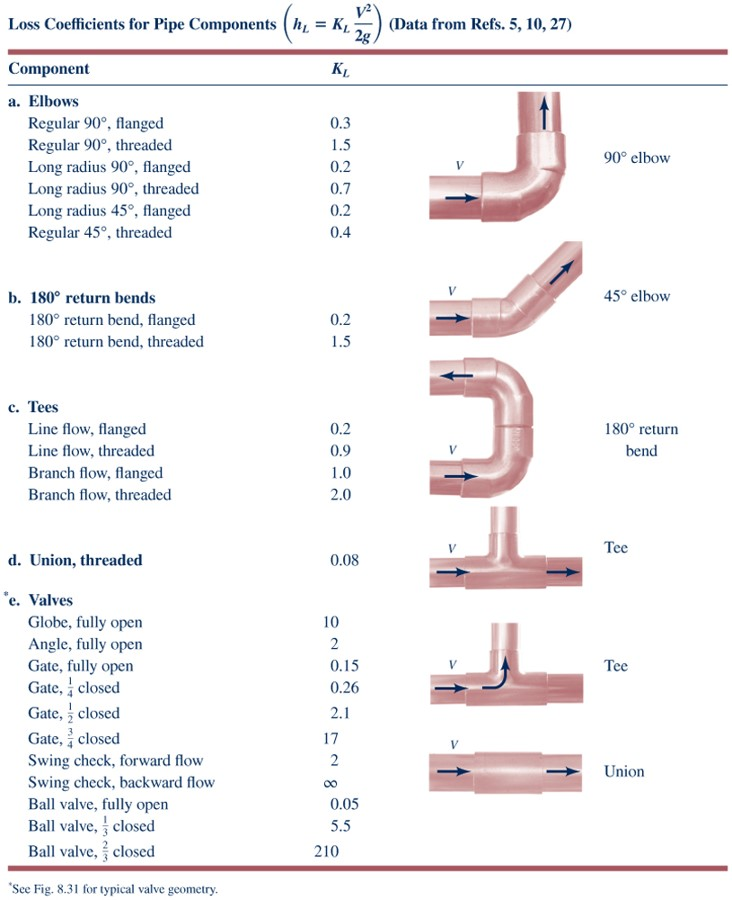 Loss Coefficients for Pipe Components (h_L = K_L V²/2g) (Data from Refs. 5, 10, 27)
Component K_L
a. Elbows
Regular 90°, flanged 0.3
Regular 90°, threaded 1.5
Long radius 90°, flanged 0.2
Long radius 90°, threaded 0.7
Long radius 45°, flanged 0.2
Regular 45°, threaded 0.4
V
90° elbow
b. 180° return bends
180° return bend, flanged 0.2
180° return bend, threaded 1.5
V
45° elbow
c. Tees
Line flow, flanged 0.2
Line flow, threaded 0.9
Branch flow, flanged 1.0
Branch flow, threaded 2.0
V
180° return
bend
d. Union, threaded 0.08
V
Tee
*e. Valves
Globe, fully open 10
Angle, fully open 2
Gate, fully open 0.15
Gate, 1/4 closed 0.26
Gate, 1/2 closed 2.1
Gate, 3/4 closed 17
Swing check, forward flow 2
Swing check, backward flow ∞
Ball valve, fully open 0.05
Ball valve, 1/3 closed 5.5
Ball valve, 2/3 closed 210
V
Tee
V
Union
*See Fig. 8.31 for typical valve geometry.